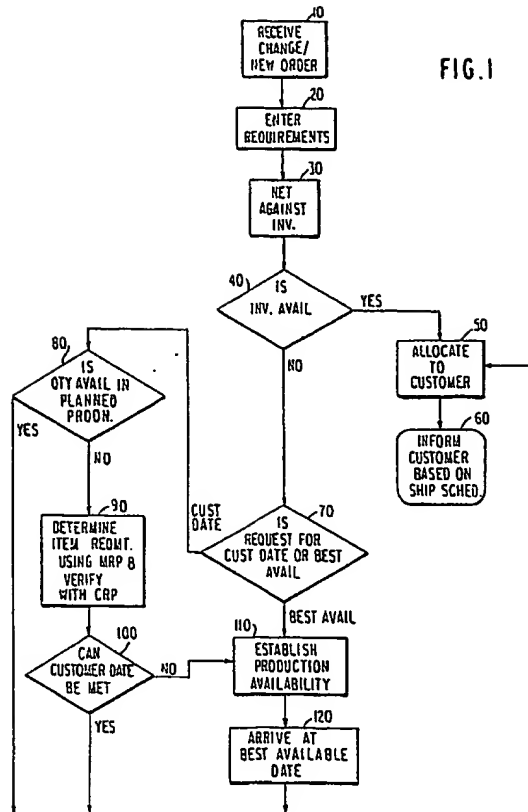 10
RECEIVE
CHANGE/
NEW ORDER
FIG.1
20
ENTER
REQUIREMENTS
30
NET
AGAINST
INV.
40
IS
INV. AVAIL
YES
NO
50
ALLOCATE
TO
CUSTOMER
60
INFORM
CUSTOMER
BASED ON
SHIP SCHED.
80
IS
QTY AVAIL IN
PLANNED
PRODN.
YES
NO
CUST
DATE
70
IS
REQUEST FOR
CUST DATE OR BEST
AVAIL
BEST AVAIL
90
DETERMINE
ITEM REQMT.
USING MRP &
VERIFY
WITH CRP
100
CAN
CUSTOMER DATE
BE MET
NO
YES
110
ESTABLISH
PRODUCTION
AVAILABILITY
120
ARRIVE AT
BEST AVAILABLE
DATE